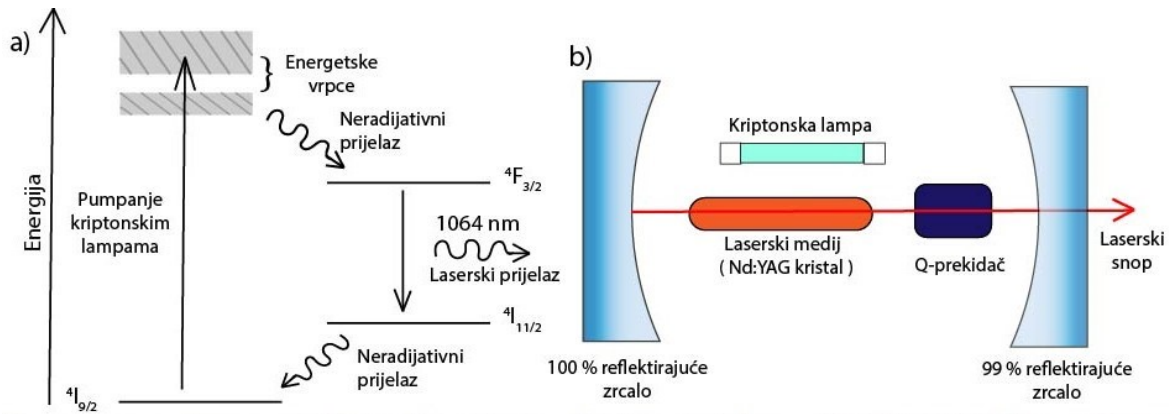 a)
Energija
Energetske
vrpce
Neradijativni
prijelaz
⁴F₃/₂
Pumpanje
kriptonskim
lampama
1064 nm
Laserski prijelaz
⁴I₁₁/₂
Neradijativni
prijelaz
⁴I₉/₂
b)
Kriptonska lampa
Laserski medij
( Nd:YAG kristal )
Q-prekidač
Laserski
snop
100 % reflektirajuće
zrcalo
99 % reflektirajuće
zrcalo